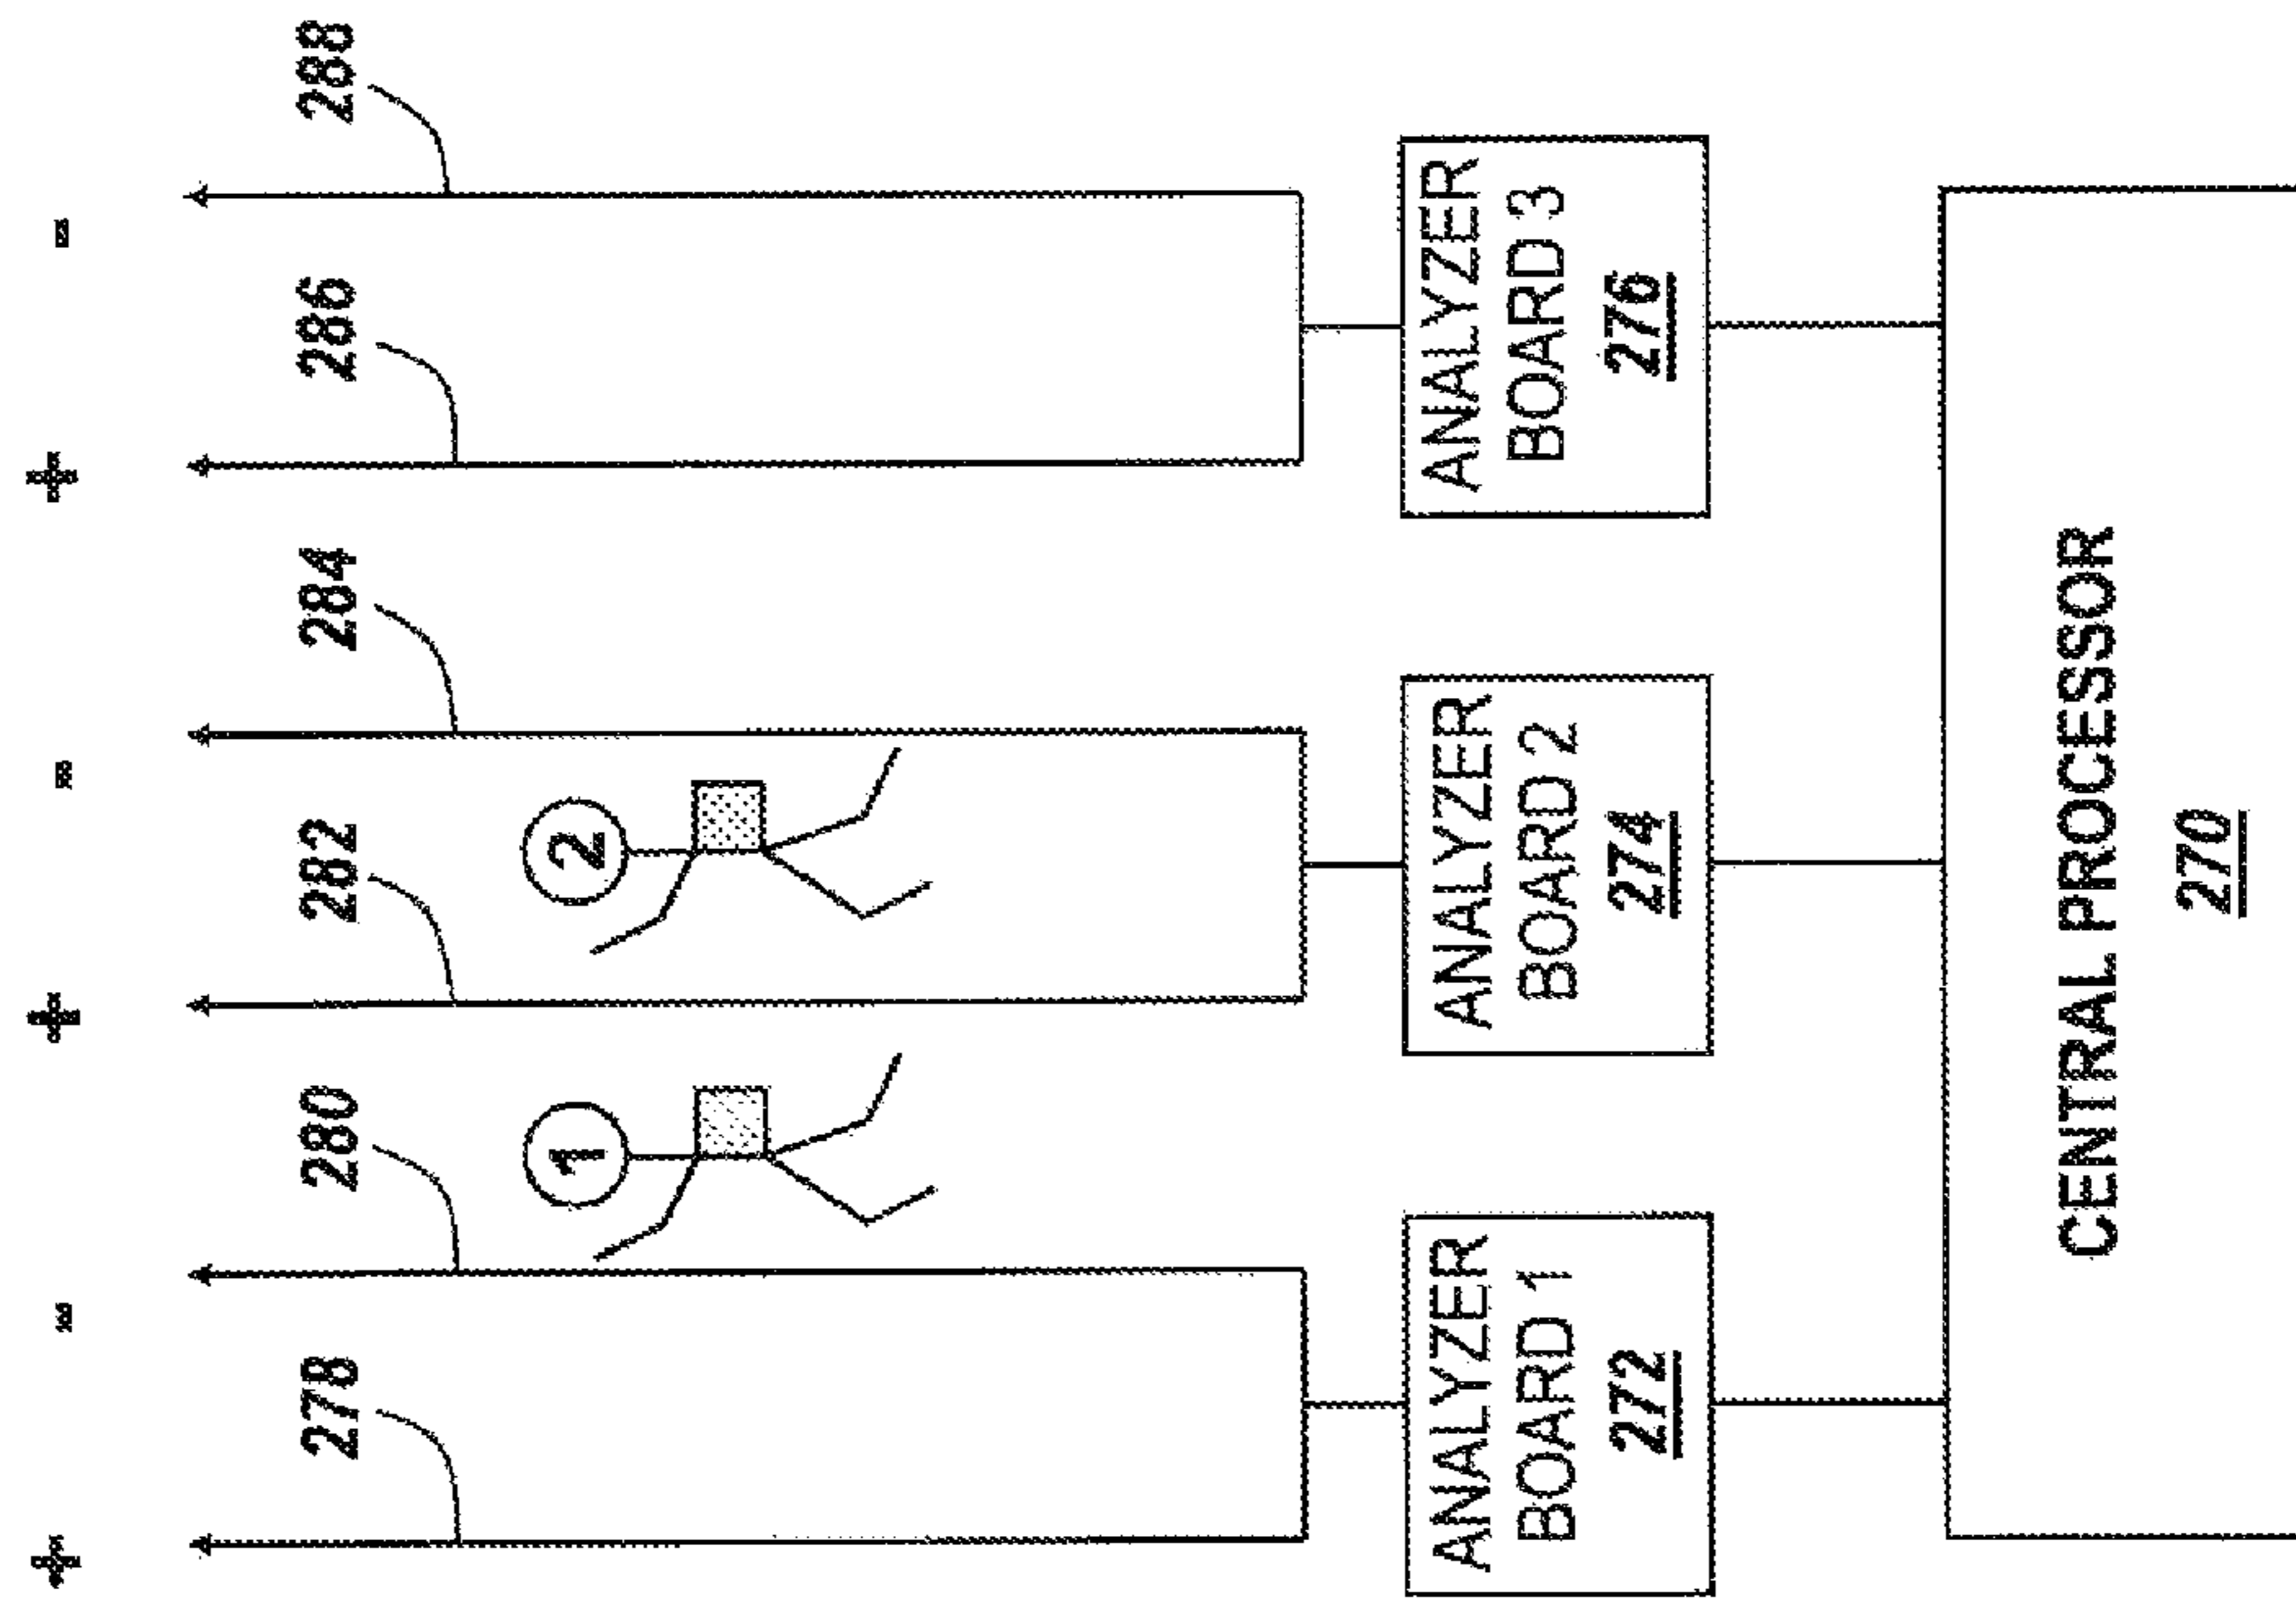 +
-
+
-
+
-
278
280
282
284
286
288
1
2
ANALYZER
BOARD 1
272
ANALYZER
BOARD 2
274
ANALYZER
BOARD 3
276
CENTRAL PROCESSOR
270